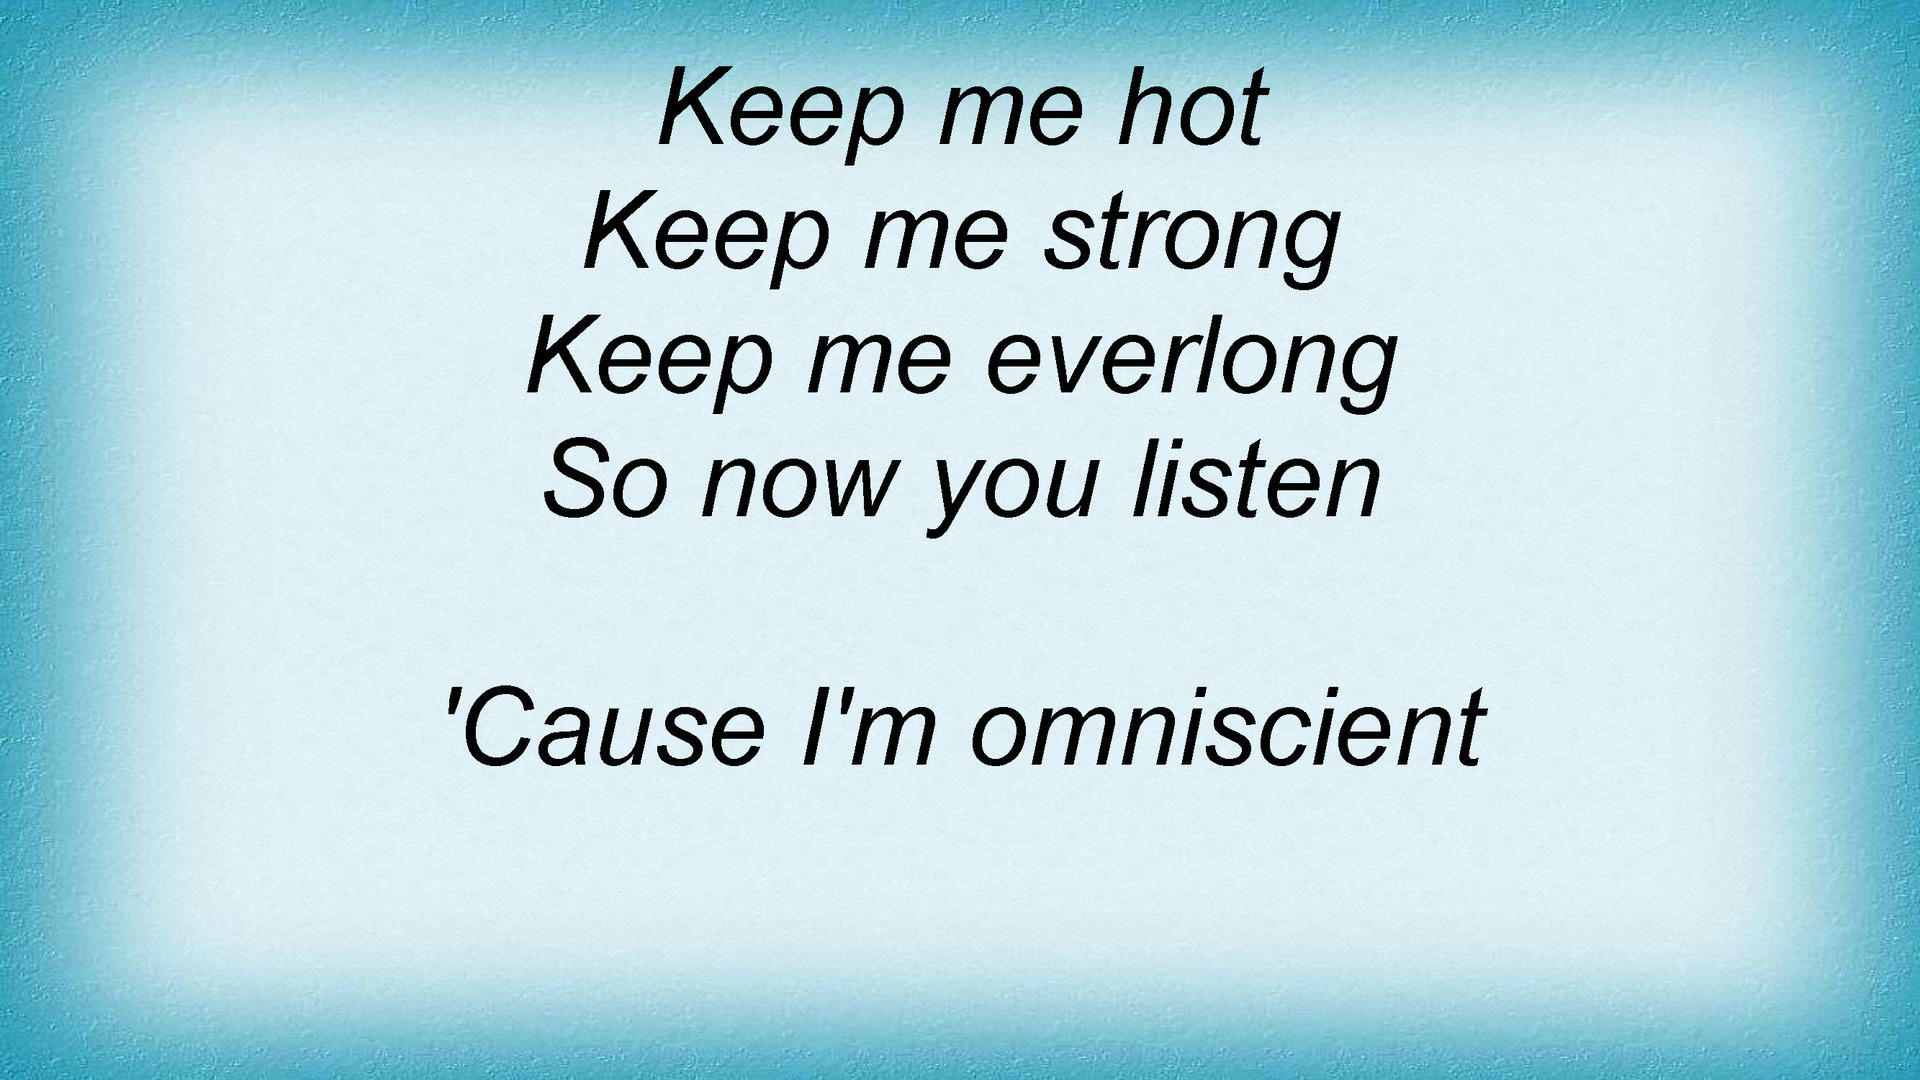 Keep me hot
Keep me strong
Keep me everlong
So now you listen
'Cause I'm omniscient